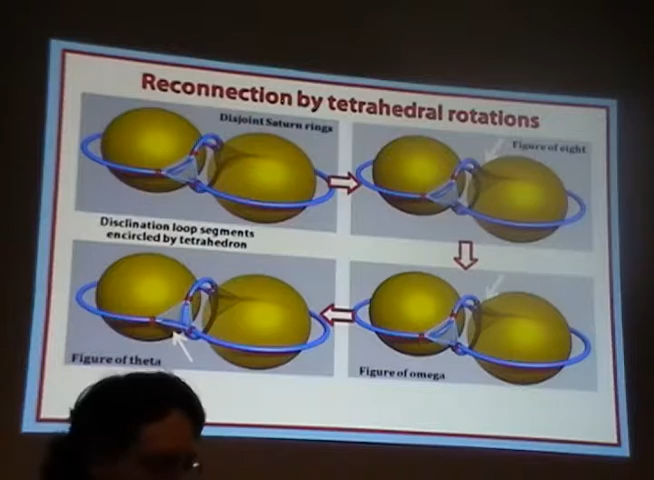 Reconnection by tetrahedral rotations
Disjoint Saturn rings
Figure of eight
Disclination loop segments
encircled by tetrahedron
Figure of theta
Figure of omega